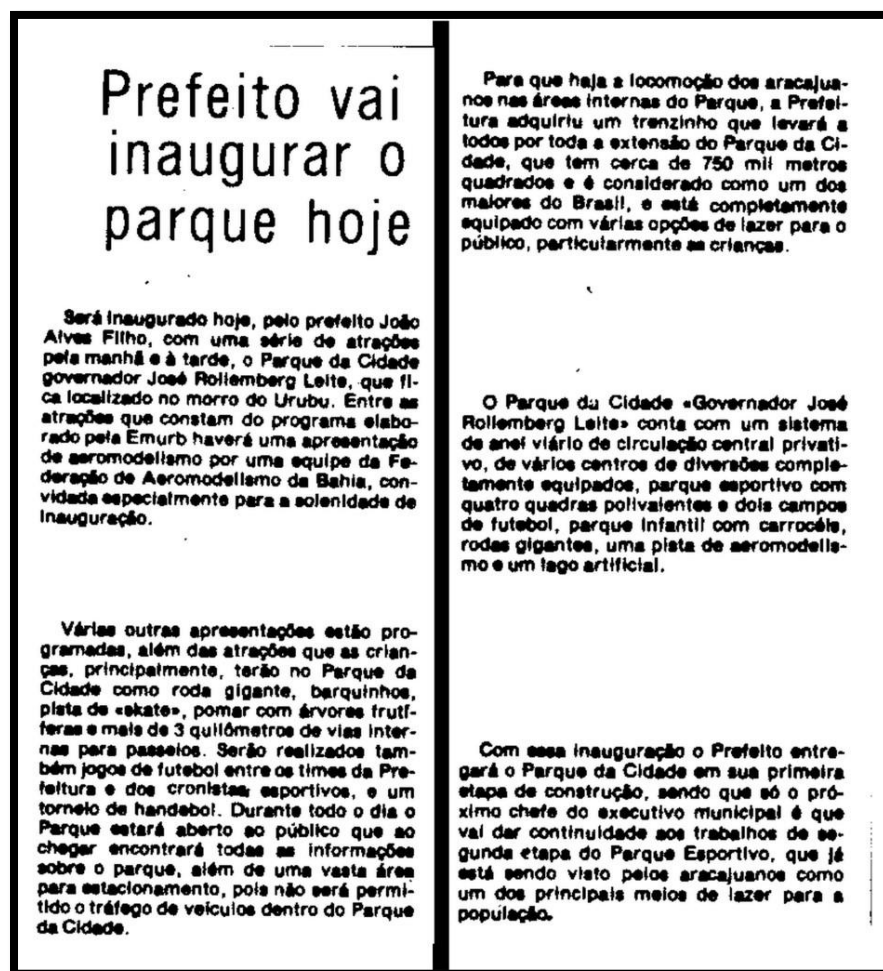 Prefeito vai
inaugurar o
parque hoje
Será inaugurado hoje, pelo prefeito João
Alves Filho, com uma série de atrações
pela manhã e à tarde, o Parque da Cidade
governador José Rollemberg Leite, que fi-
ca localizado no morro do Urubu. Entre as
atrações que constam do programa elabo-
rado pela Emurb haverá uma apresentação
de aeromodelismo por uma equipe da Fe-
deração de Aeromodelismo da Bahia, con-
vidada especialmente para a solenidade de
inauguração.
Várias outras apresentações estão pro-
gramadas, além das atrações que as crian-
ças, principalmente, terão no Parque da
Cidade como roda gigante, barquinhos,
pista de «skate», pomar com árvores frutí-
feras e mais de 3 quilômetros de vias inter-
nas para passeios. Serão realizados tam-
bém jogos de futebol entre os times da Pre-
feitura e dos cronistas esportivos, e um
torneio de handebol. Durante todo o dia o
Parque estará aberto ao público que ao
chegar encontrará todas as informações
sobre o parque, além de uma vasta área
para estacionamento, pois não será permi-
tido o tráfego de veículos dentro do Parque
da Cidade.
Para que haja a locomoção dos aracajua-
nos nas áreas internas do Parque, a Prefei-
tura adquiriu um trenzinho que levará a
todos por toda a extensão do Parque da Ci-
dade, que tem cerca de 750 mil metros
quadrados e é considerado como um dos
maiores do Brasil, e está completamente
equipado com várias opções de lazer para o
público, particularmente as crianças.
O Parque da Cidade «Governador José
Rollemberg Leite» conta com um sistema
de anel viário de circulação central privati-
vo, de vários centros de diversões comple-
tamente equipados, parque esportivo com
quatro quadras polivalentes e dois campos
de futebol, parque infantil com carrocéis,
rodas gigantes, uma pista de aeromodelis-
mo e um lago artificial.
Com essa inauguração o Prefeito entre-
gará o Parque da Cidade em sua primeira
etapa de construção, sendo que só o pró-
ximo chefe do executivo municipal é que
vai dar continuidade aos trabalhos de se-
gunda etapa do Parque Esportivo, que já
está sendo visto pelos aracajuanos como
um dos principais meios de lazer para a
população.